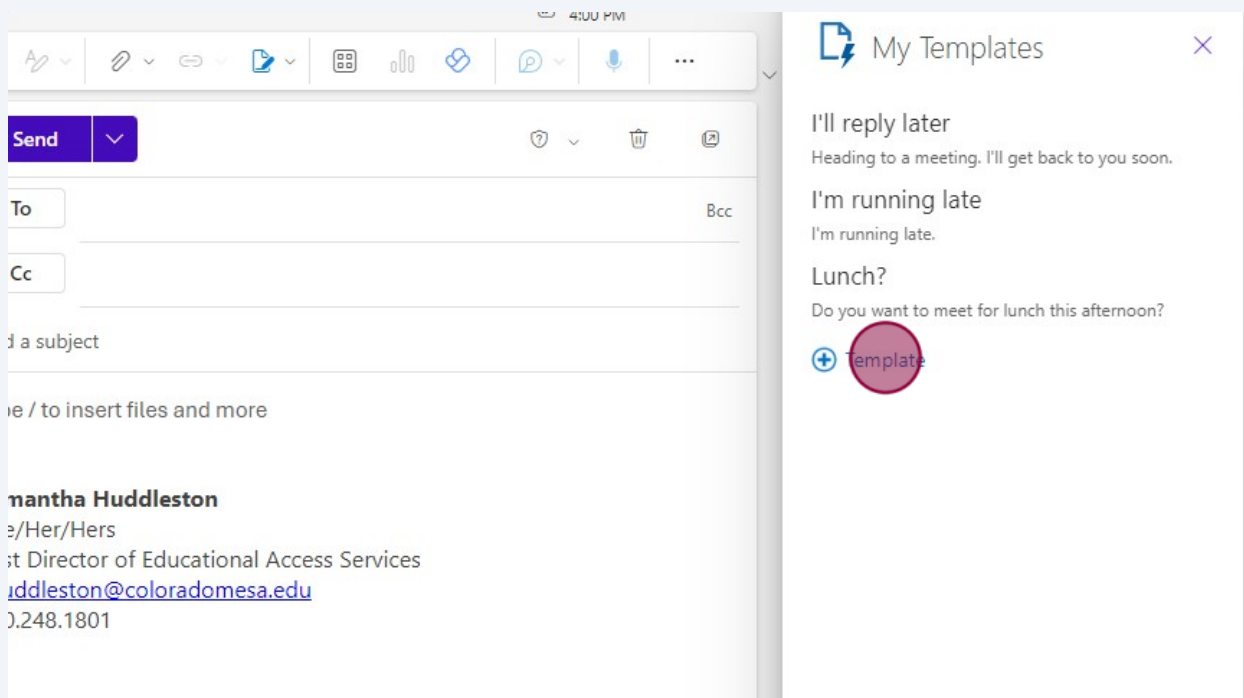 4:00 PM
My Templates
Send
To
Bcc
Cc
d a subject
pe / to insert files and more
mantha Huddleston
e/Her/Hers
st Director of Educational Access Services
uddleston@coloradomesa.edu
0.248.1801
I'll reply later
Heading to a meeting. I'll get back to you soon.
I'm running late
I'm running late.
Lunch?
Do you want to meet for lunch this afternoon?
Template